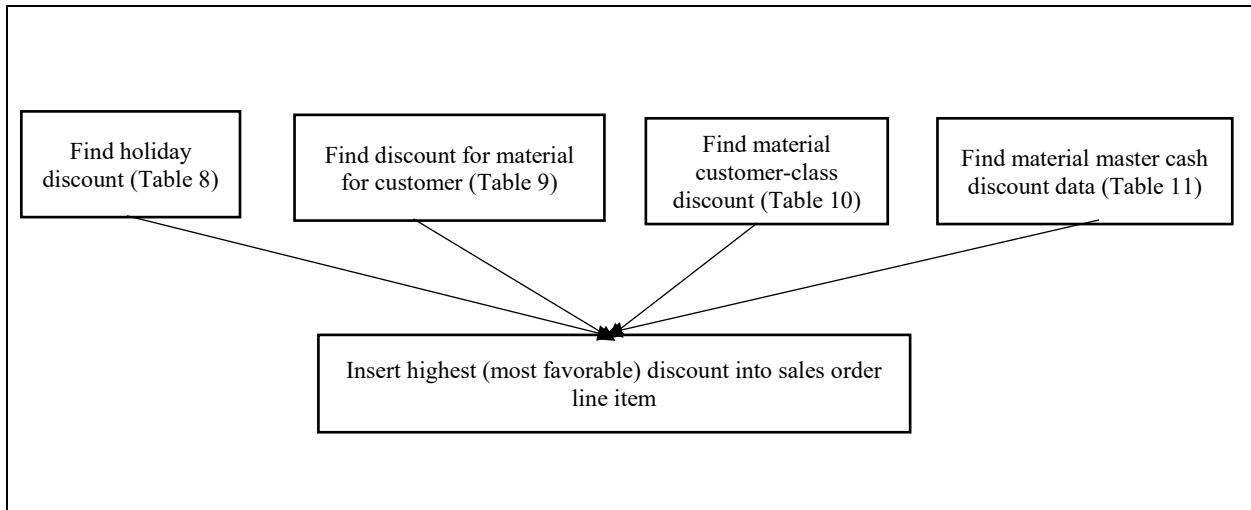 Find holiday
discount (Table 8)
Find discount for material
for customer (Table 9)
Find material
customer-class
discount (Table 10)
Find material master cash
discount data (Table 11)
Insert highest (most favorable) discount into sales order
line item